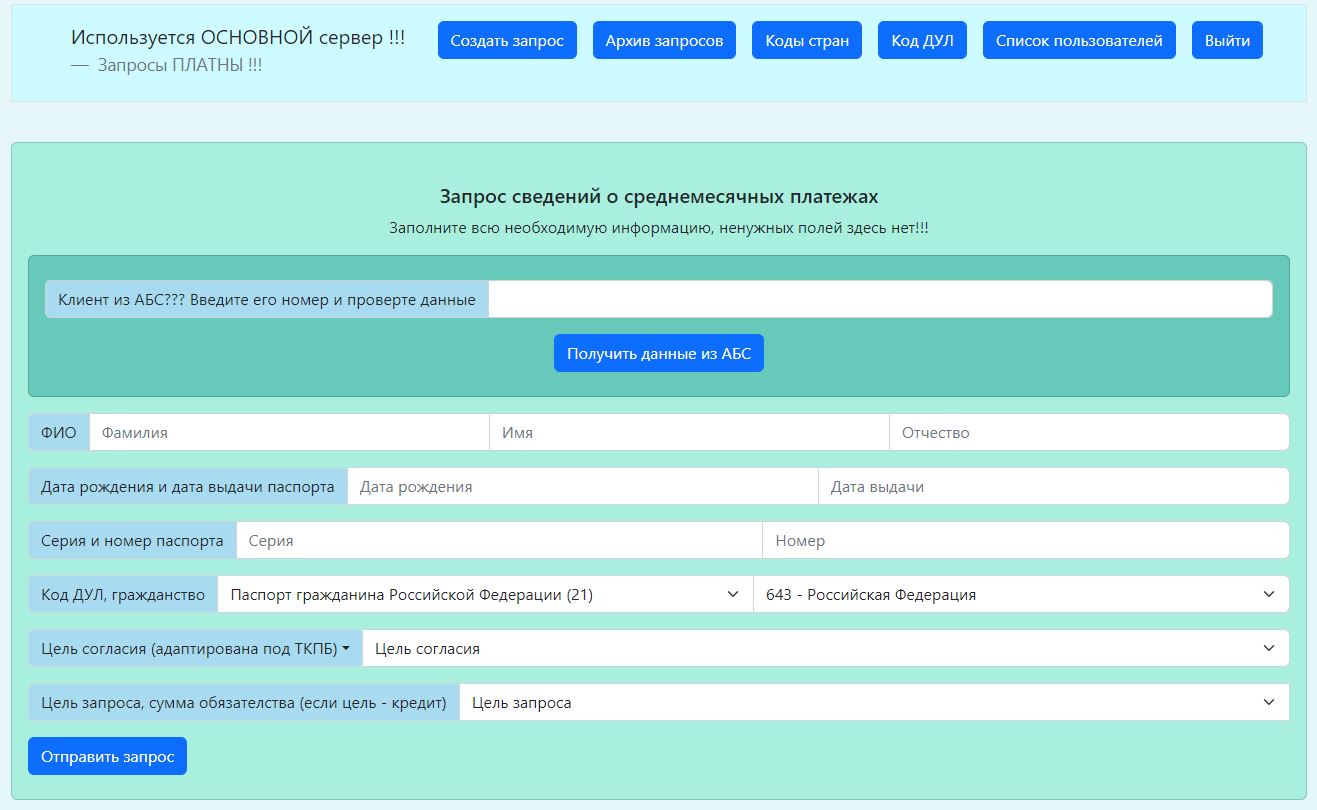 Используется ОСНОВНОЙ сервер !!!
— Запросы ПЛАТНЫ !!!
Создать запрос
Архив запросов
Коды стран
Код ДУЛ
Список пользователей
Выйти
Запрос сведений о среднемесячных платежах
Заполните всю необходимую информацию, ненужных полей здесь нет!!!
Клиент из АБС??? Введите его номер и проверте данные
Получить данные из АБС
ФИО Фамилия Имя Отчество
Дата рождения и дата выдачи паспорта Дата рождения Дата выдачи
Серия и номер паспорта Серия Номер
Код ДУЛ, гражданство Паспорт гражданина Российской Федерации (21) 643 - Российская Федерация
Цель согласия (адаптирована под ТКПБ) Цель согласия
Цель запроса, сумма обязателства (если цель - кредит) Цель запроса
Отправить запрос